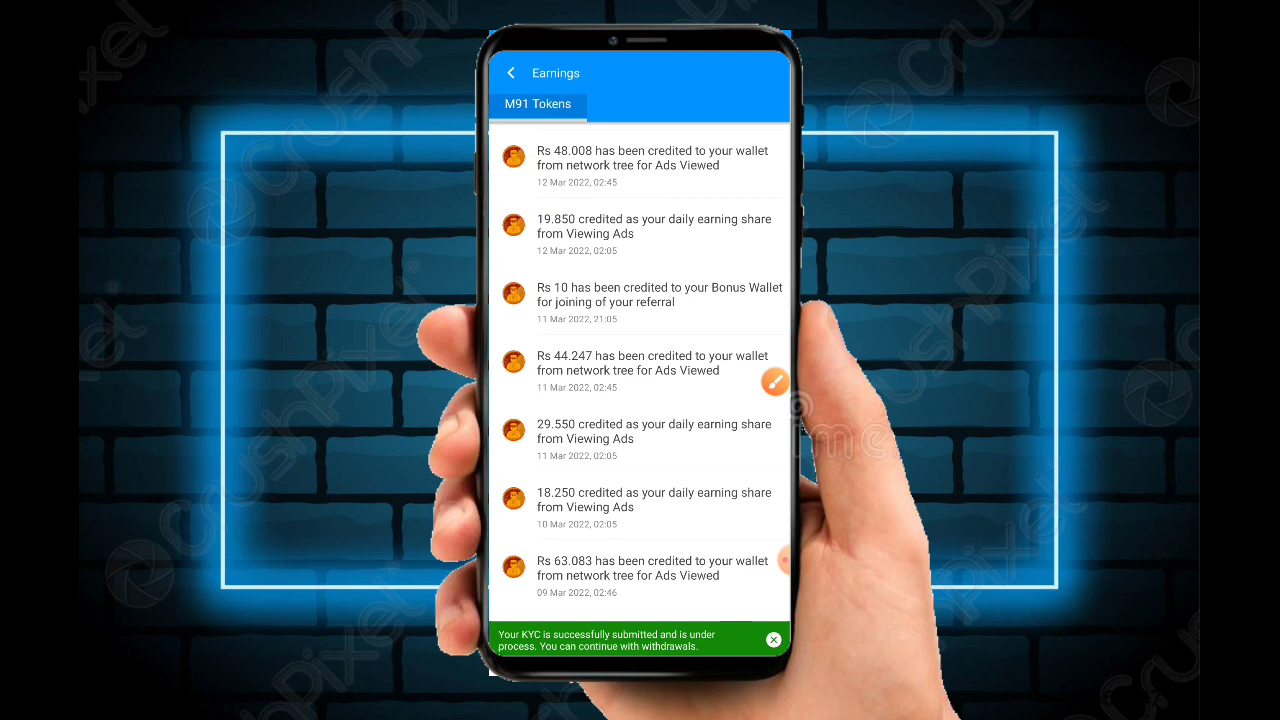 Earnings
M91 Tokens
Rs 48.008 has been credited to your wallet
from network tree for Ads Viewed
12 Mar 2022, 02:45
19.850 credited as your daily earning share
from Viewing Ads
12 Mar 2022, 02:05
Rs 10 has been credited to your Bonus Wallet
for joining of your referral
11 Mar 2022, 21:05
Rs 44.247 has been credited to your wallet
from network tree for Ads Viewed
11 Mar 2022, 02:45
29.550 credited as your daily earning share
from Viewing Ads
11 Mar 2022, 02:05
18.250 credited as your daily earning share
from Viewing Ads
10 Mar 2022, 02:05
Rs 63.083 has been credited to your wallet
from network tree for Ads Viewed
09 Mar 2022, 02:46
Your KYC is successfully submitted and is under
process. You can continue with withdrawals.
CrushPixel